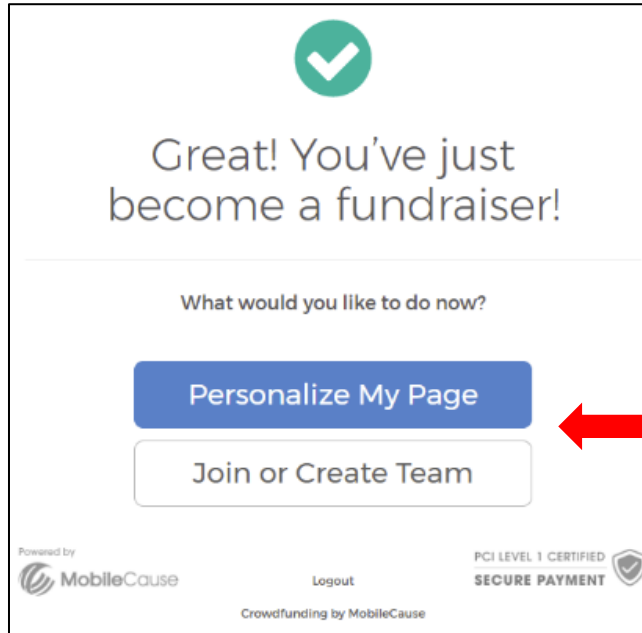 Great! You've just
become a fundraiser!
What would you like to do now?
Personalize My Page
Join or Create Team
Powered by
MobileCause
Logout
PCI LEVEL 1 CERTIFIED
SECURE PAYMENT
Crowdfunding by MobileCause